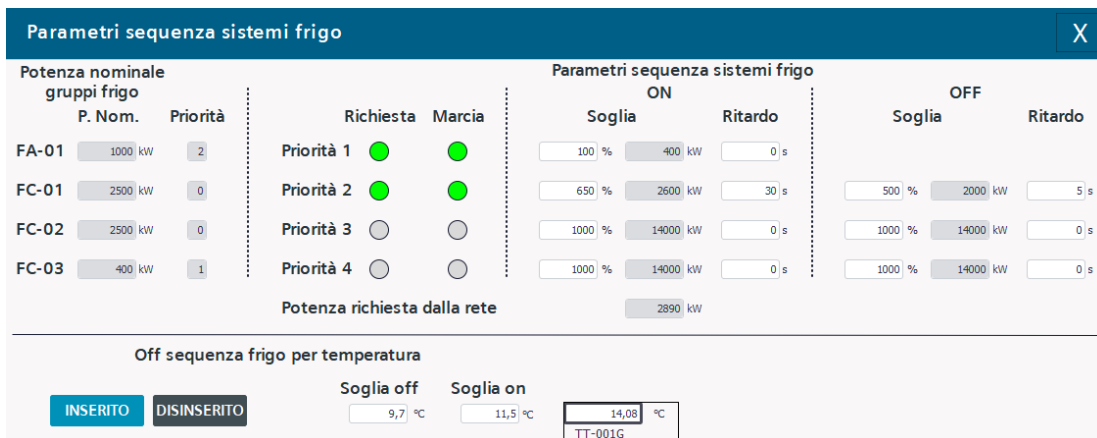 Parametri sequenza sistemi frigo X
Potenza nominale gruppi frigo
Parametri sequenza sistemi frigo
ON OFF
P. Nom. Priorità Richiesta Marcia Soglia Ritardo Soglia Ritardo
FA-01 1000 kW 2 Priorità 1 100 % 400 kW 0 s
FC-01 2500 kW 0 Priorità 2 650 % 2600 kW 30 s 500 % 2000 kW 5 s
FC-02 2500 kW 0 Priorità 3 1000 % 14000 kW 0 s 1000 % 14000 kW 0 s
FC-03 400 kW 1 Priorità 4 1000 % 14000 kW 0 s 1000 % 14000 kW 0 s
Potenza richiesta dalla rete 2890 kW
Off sequenza frigo per temperatura
Soglia off Soglia on
INSERITO DISINSERITO 9,7 °C 11,5 °C 14,08 °C
TT-001G